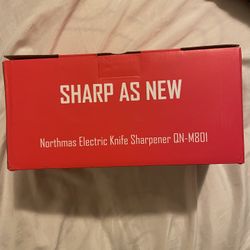 SHARP AS NEW
Northmas Electric Knife Sharpener QN-M801